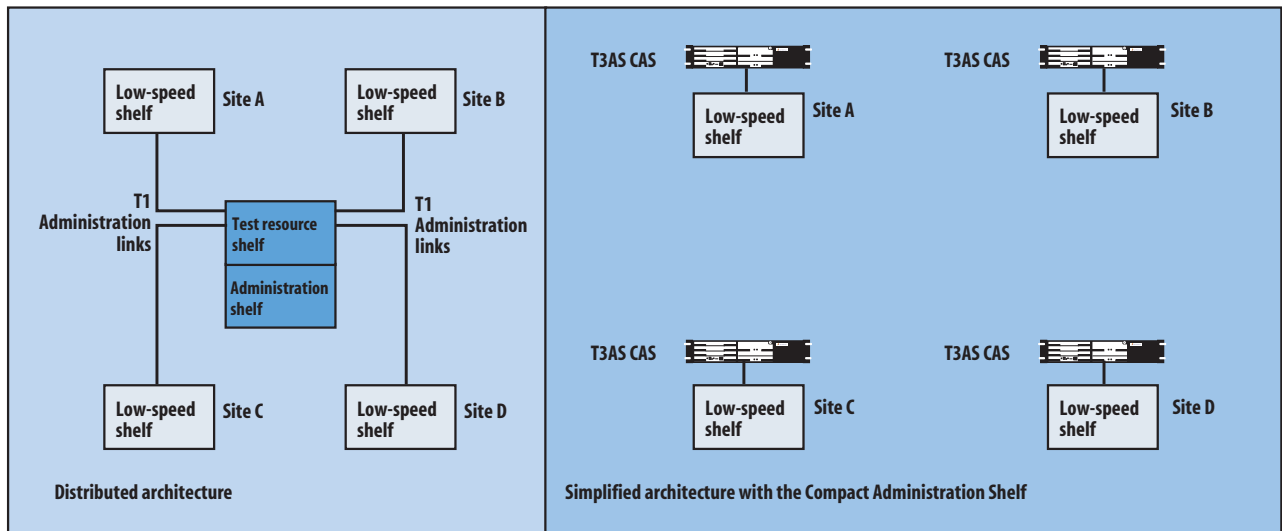 Low-speed
shelf
Site A
Low-speed
shelf
Site B
T1
Administration
links
Test resource
shelf
Administration
shelf
T1
Administration
links
Low-speed
shelf
Site C
Low-speed
shelf
Site D
Distributed architecture
T3AS CAS
Low-speed
shelf
Site A
T3AS CAS
Low-speed
shelf
Site B
T3AS CAS
Low-speed
shelf
Site C
T3AS CAS
Low-speed
shelf
Site D
Simplified architecture with the Compact Administration Shelf